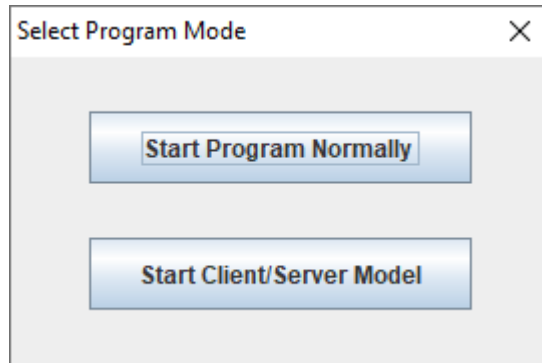 Select Program Mode
Start Program Normally
Start Client/Server Model